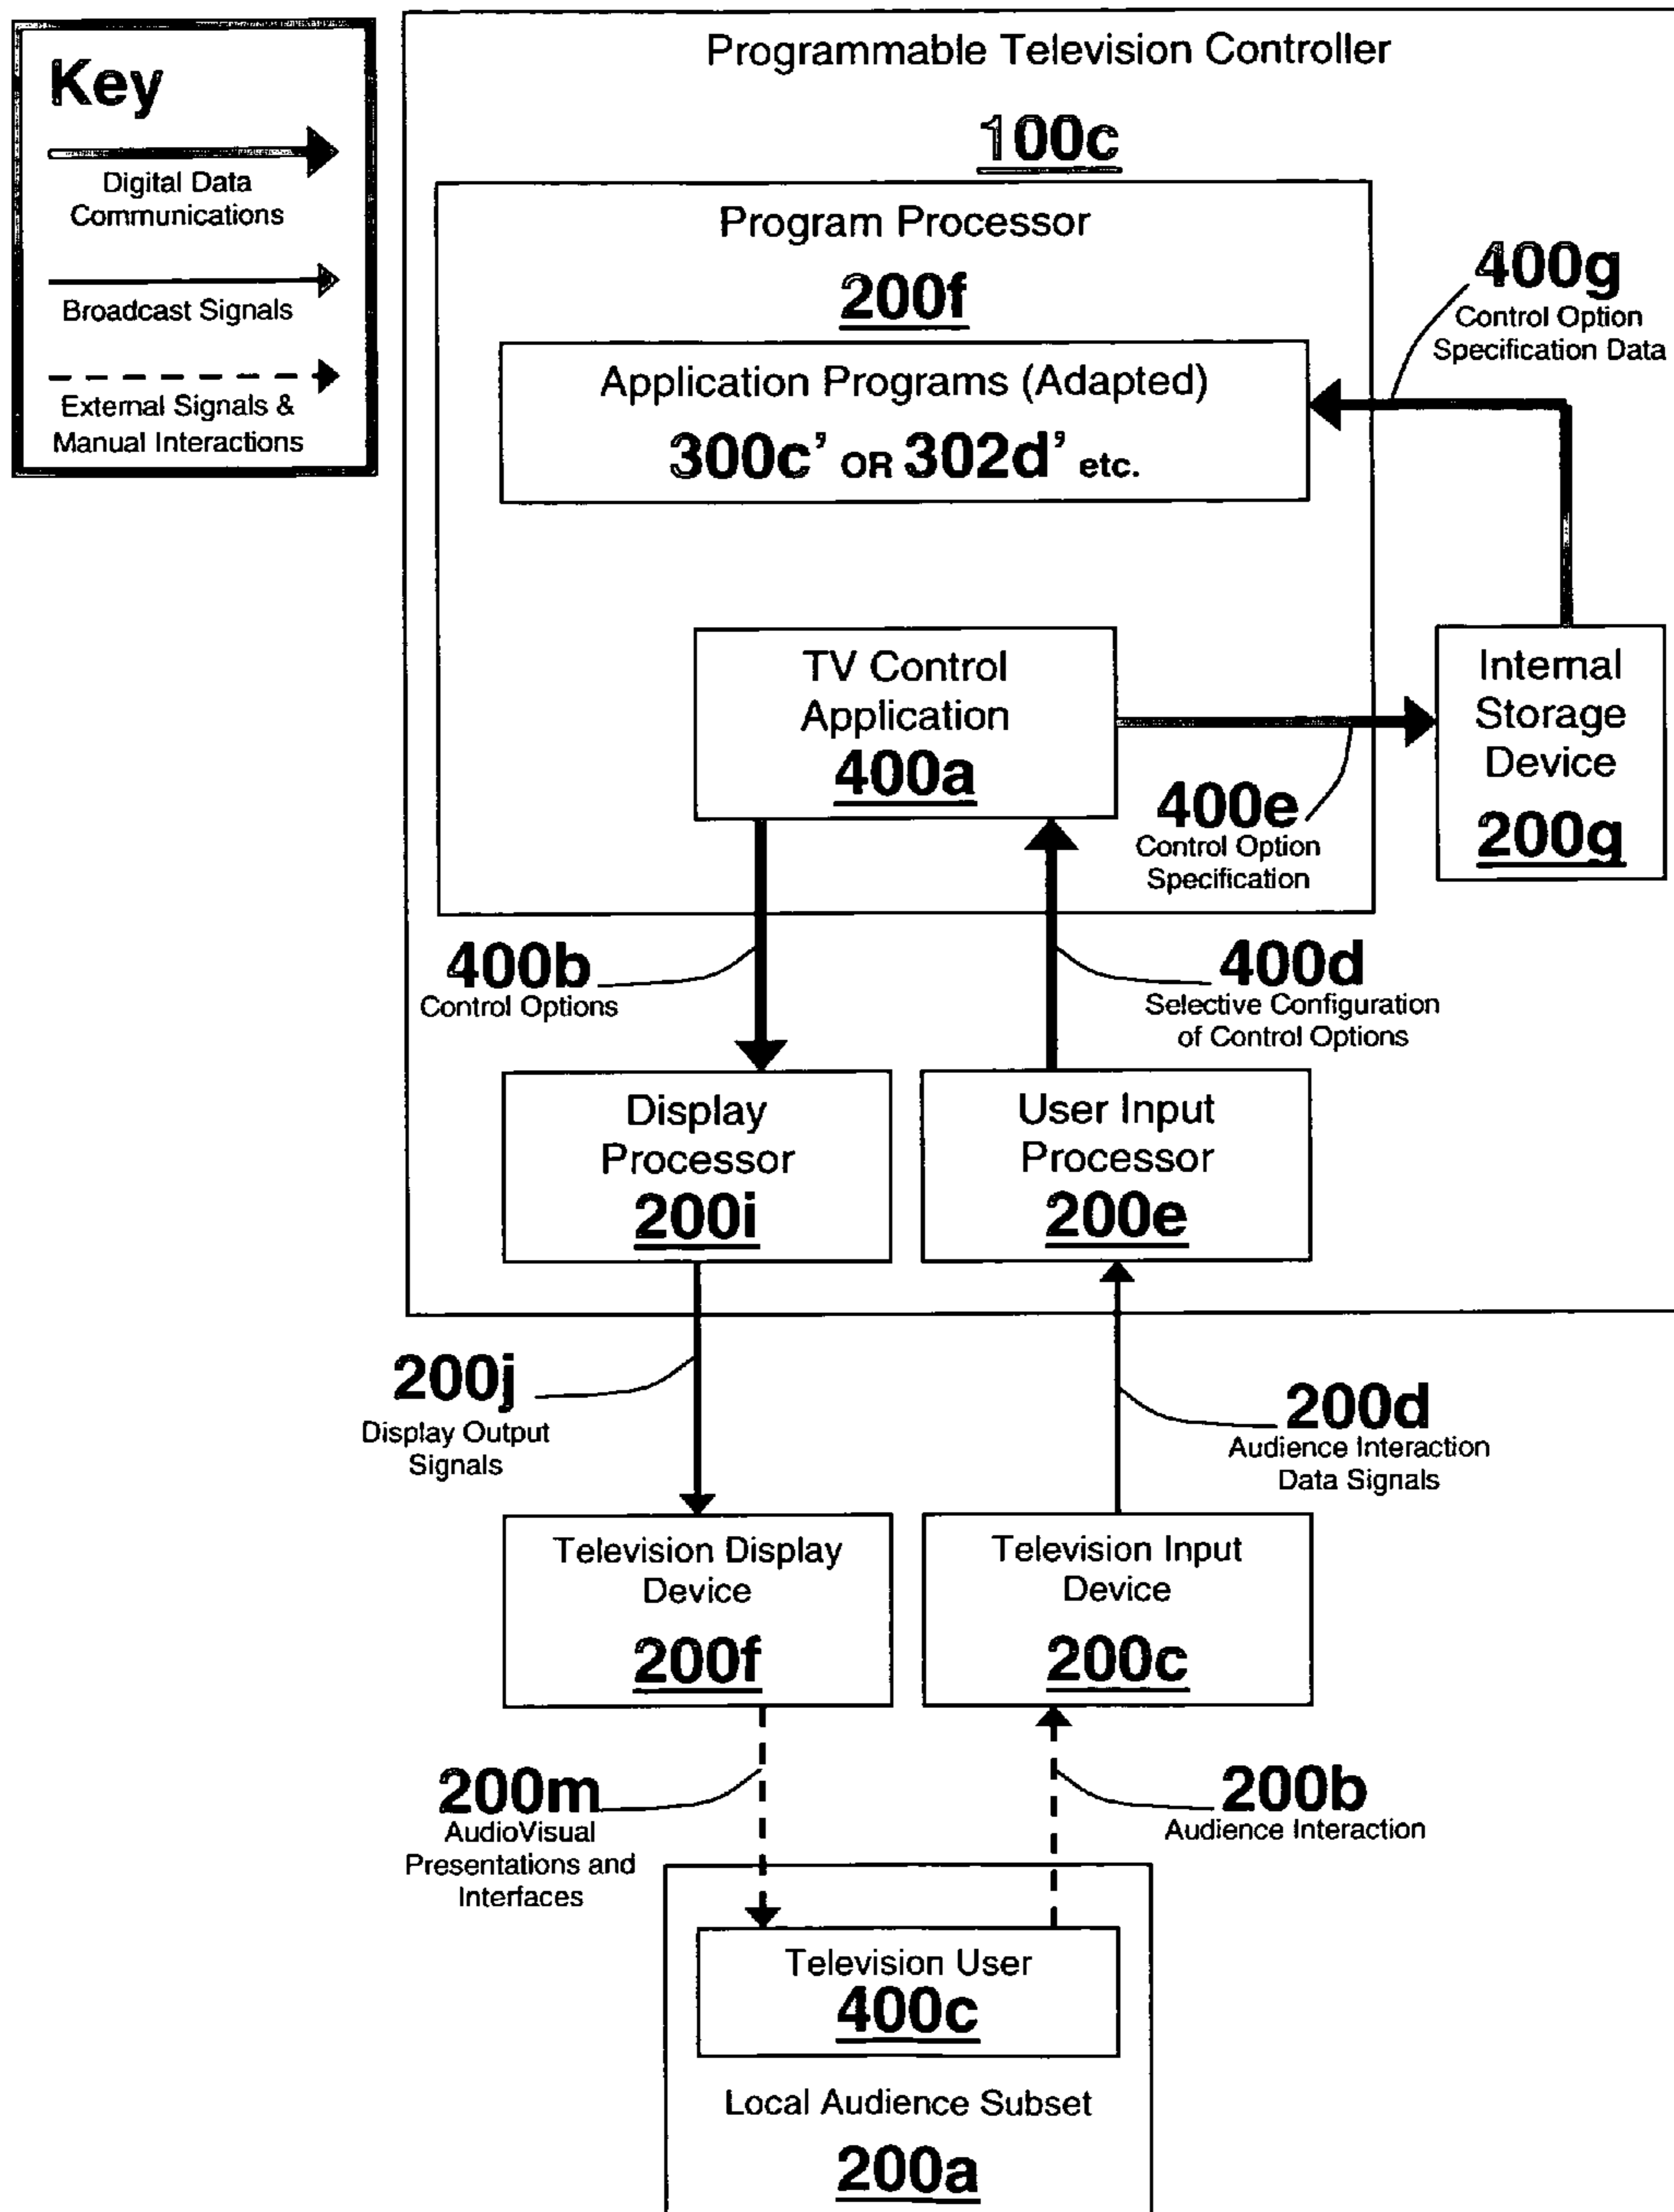 Key
Digital Data
Communications
Broadcast Signals
External Signals &
Manual Interactions
Programmable Television Controller
100c
Program Processor
200f
Application Programs (Adapted)
300c’ OR 302d’ etc.
400g
Control Option
Specification Data
TV Control
Application
400a
Internal
Storage
Device
200g
400e
Control Option
Specification
400b
Control Options
400d
Selective Configuration
of Control Options
Display
Processor
200i
User Input
Processor
200e
200j
Display Output
Signals
200d
Audience Interaction
Data Signals
Television Display
Device
200f
Television Input
Device
200c
200m
AudioVisual
Presentations and
Interfaces
200b
Audience Interaction
Television User
400c
Local Audience Subset
200a